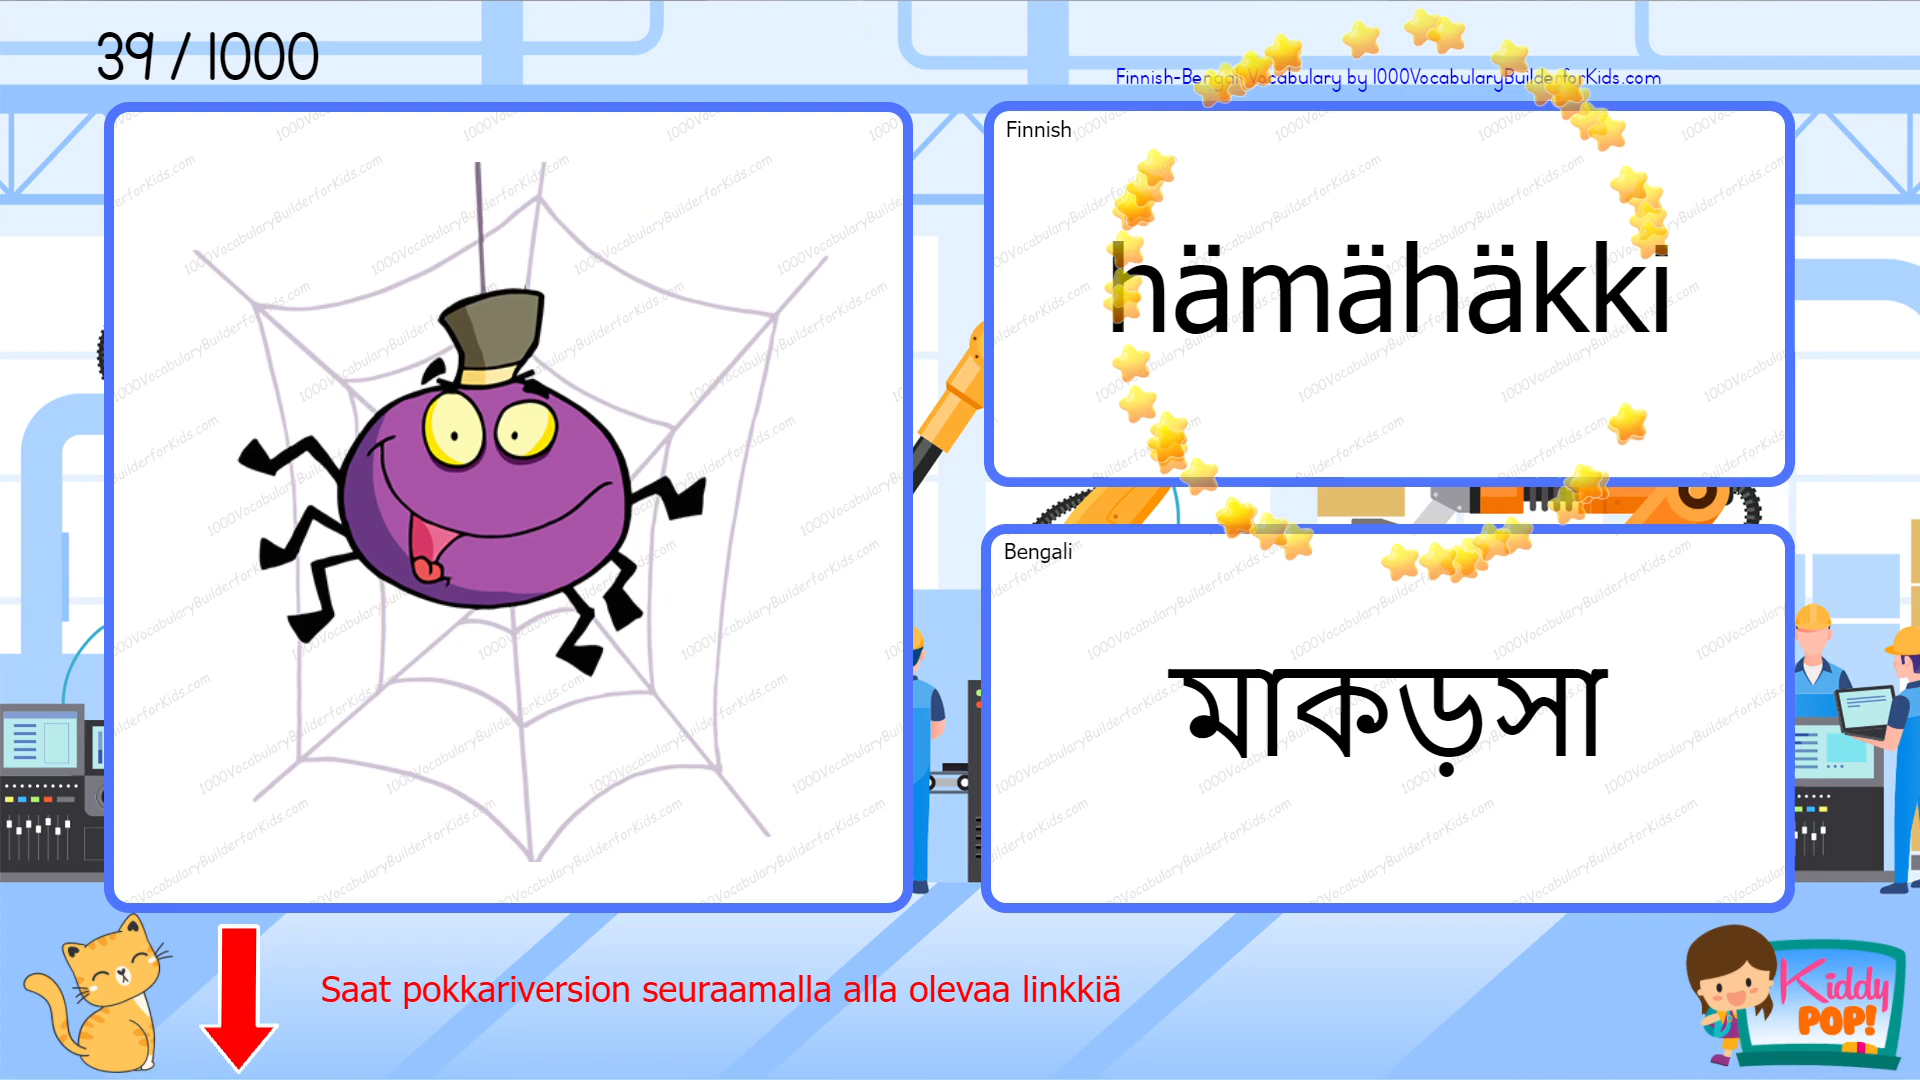 39 / 1000
Finnish-Bengali Vocabulary by 1000VocabularyBuilderforKids.com
Finnish
hämähäkki
Bengali
মাকড়সা
Saat pokkariversion seuraamalla alla olevaa linkkiä
Kiddy
POP!